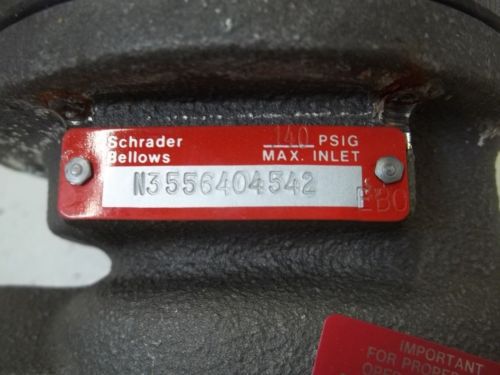 Schrader 140 PSIG
Bellows MAX. INLET
N3556404542
EBO
IMPORTANT
FOR PROPER